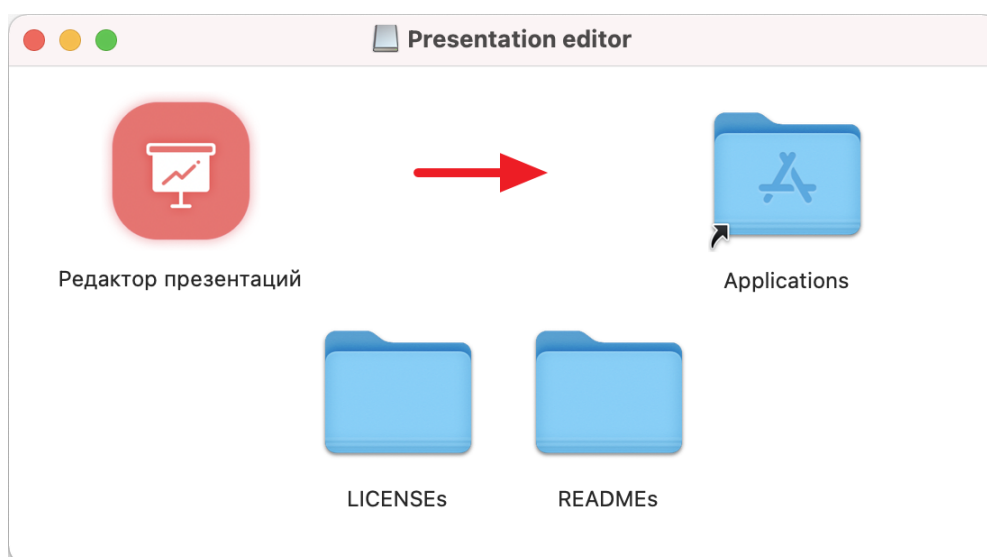 Presentation editor
Редактор презентаций
Applications
LICENSEs
READMEs